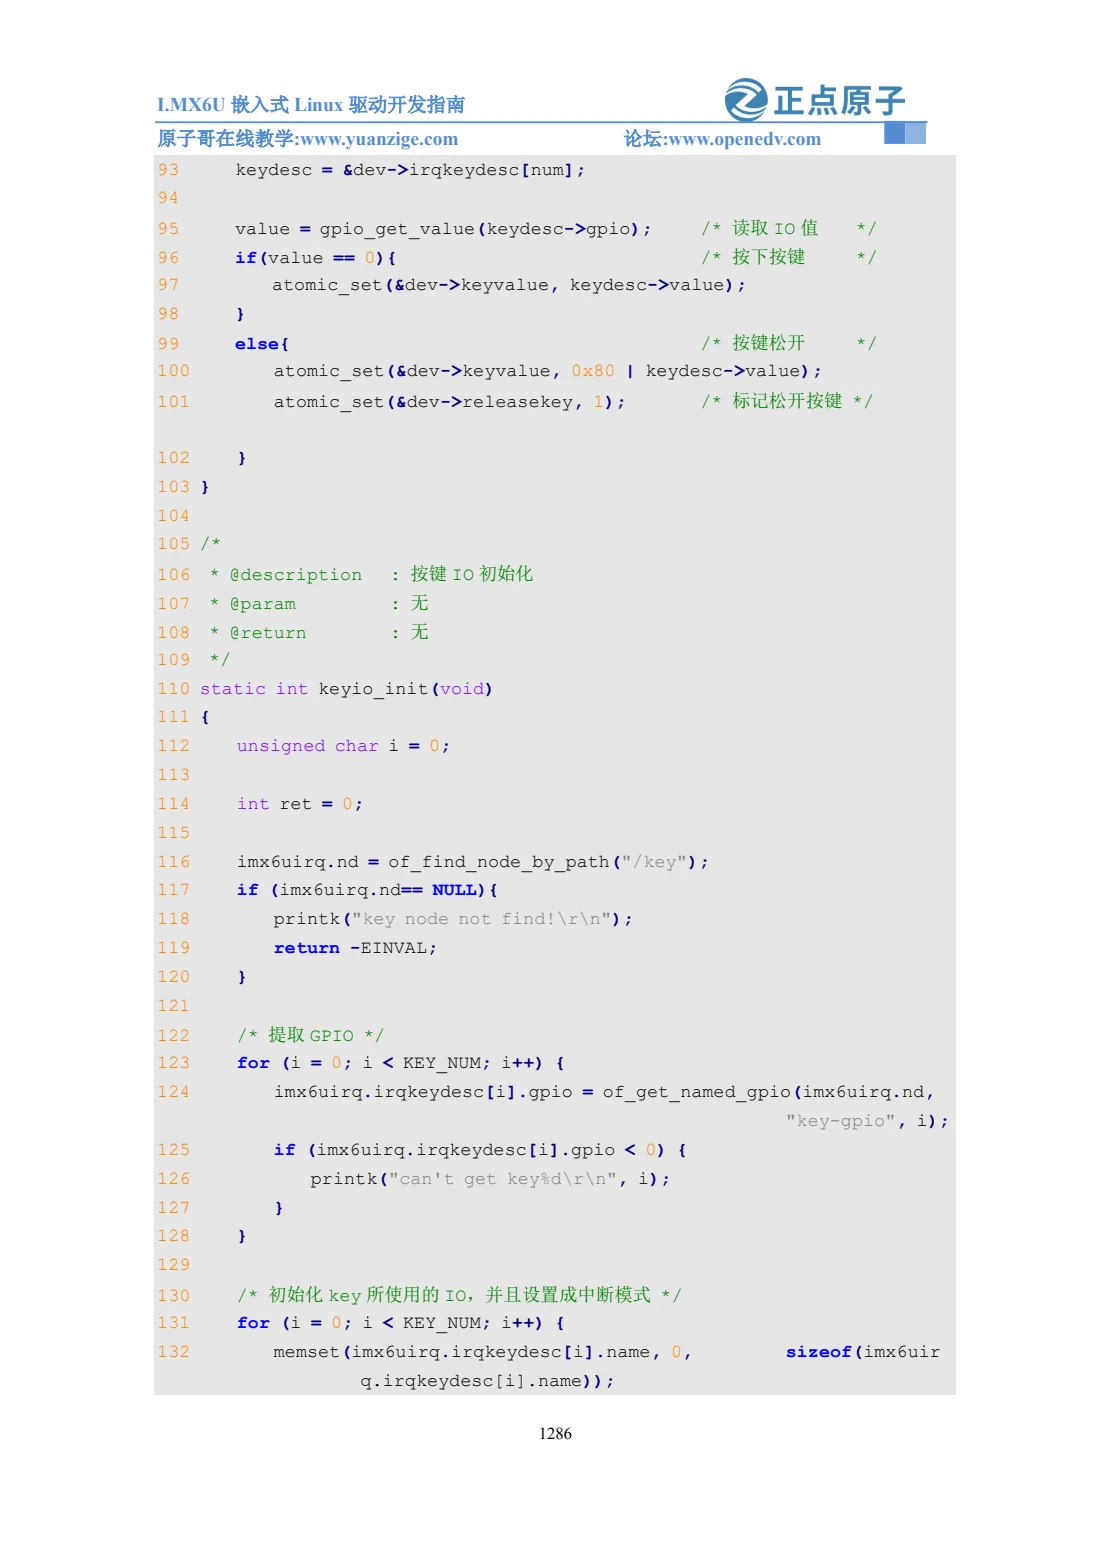 I.MX6U 嵌入式 Linux 驱动开发指南
正点原子
原子哥在线教学:www.yuanzige.com 论坛:www.openedv.com
93 keydesc = &dev->irqkeydesc[num];
94
95 value = gpio_get_value(keydesc->gpio); /* 读取 IO 值 */
96 if(value == 0){ /* 按下按键 */
97 atomic_set(&dev->keyvalue, keydesc->value);
98 }
99 else{ /* 按键松开 */
100 atomic_set(&dev->keyvalue, 0x80 | keydesc->value);
101 atomic_set(&dev->releasekey, 1); /* 标记松开按键 */
102 }
103 }
104
105 /*
106 * @description : 按键 IO 初始化
107 * @param : 无
108 * @return : 无
109 */
110 static int keyio_init(void)
111 {
112 unsigned char i = 0;
113
114 int ret = 0;
115
116 imx6uirq.nd = of_find_node_by_path("/key");
117 if (imx6uirq.nd== NULL){
118 printk("key node not find!\r\n");
119 return -EINVAL;
120 }
121
122 /* 提取 GPIO */
123 for (i = 0; i < KEY_NUM; i++) {
124 imx6uirq.irqkeydesc[i].gpio = of_get_named_gpio(imx6uirq.nd,
"key-gpio", i);
125 if (imx6uirq.irqkeydesc[i].gpio < 0) {
126 printk("can't get key%d\r\n", i);
127 }
128 }
129
130 /* 初始化 key 所使用的 IO，并且设置成中断模式 */
131 for (i = 0; i < KEY_NUM; i++) {
132 memset(imx6uirq.irqkeydesc[i].name, 0, sizeof(imx6uir
q.irqkeydesc[i].name));
1286